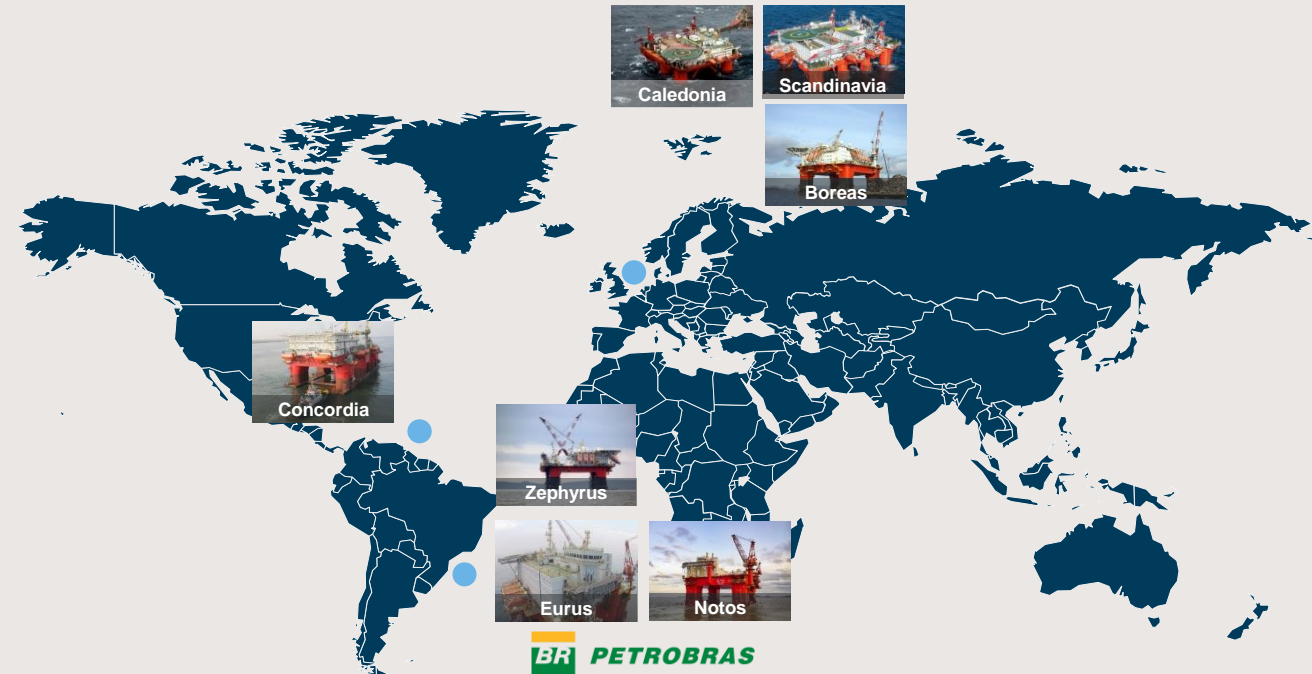 Caledonia
Scandinavia
Boreas
Concordia
Zephyrus
Eurus
Notos
BR PETROBRAS